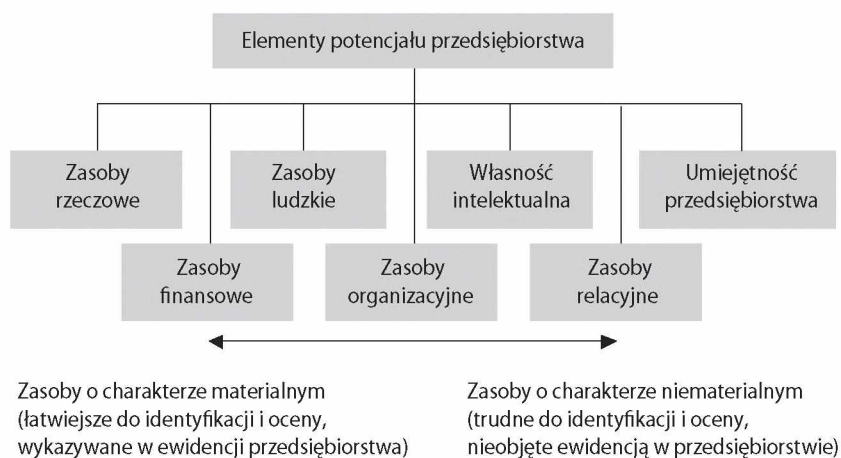 Elementy potencjału przedsiębiorstwa
Zasoby
rzeczowe
Zasoby
ludzkie
Własność
intelektualna
Umiejętność
przedsiębiorstwa
Zasoby
finansowe
Zasoby
organizacyjne
Zasoby
relacyjne
Zasoby o charakterze materialnym
(łatwiejsze do identyfikacji i oceny,
wykazywane w ewidencji przedsiębiorstwa)
Zasoby o charakterze niematerialnym
(trudne do identyfikacji i oceny,
nieobjęte ewidencją w przedsiębiorstwie)